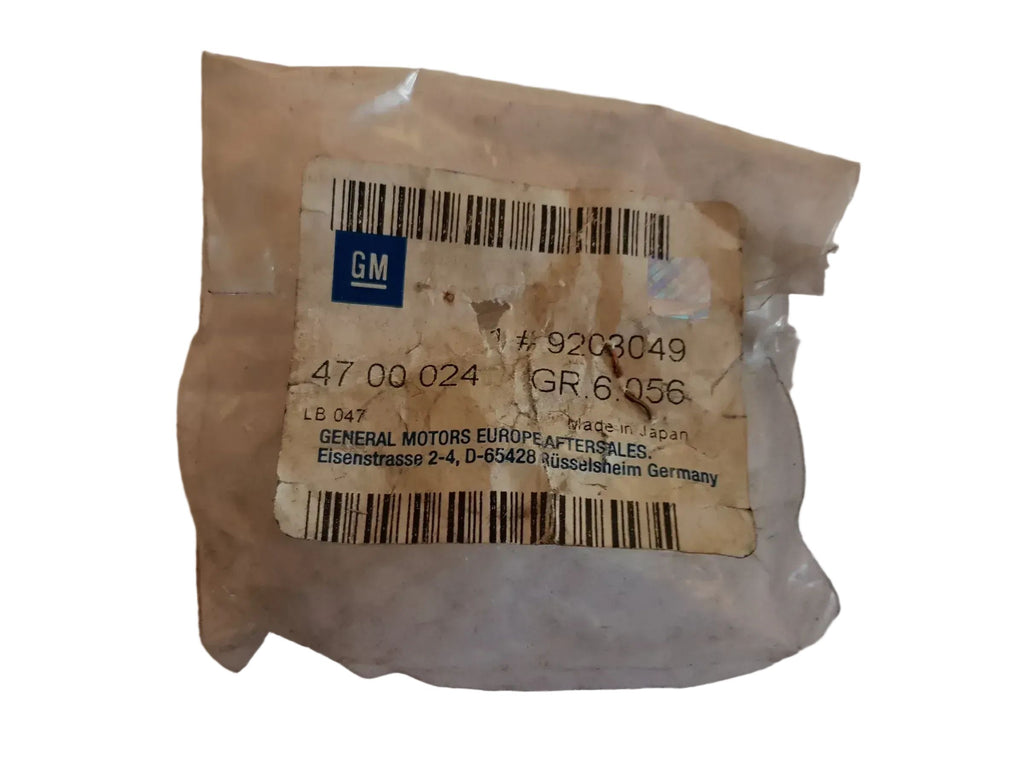 GM
1 # 9203049
47 00 024 GR.6.056
LB 047 Made in Japan
GENERAL MOTORS EUROPE AFTERSALES.
Eisenstrasse 2-4, D-65428 Rüsselsheim Germany